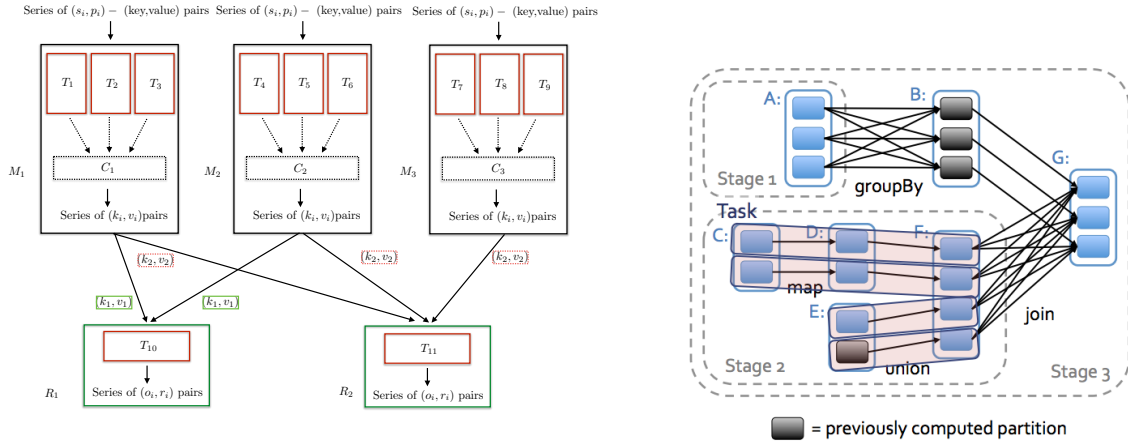 Series of (s_i, p_i) − (key,value) pairs
Series of (s_i, p_i) − (key,value) pairs
Series of (s_i, p_i) − (key,value) pairs
T_1 T_2 T_3
T_4 T_5 T_6
T_7 T_8 T_9
M_1
C_1
M_2
C_2
M_3
C_3
Series of (k_i, v_i)pairs
Series of (k_i, v_i)pairs
Series of (k_i, v_i)pairs
(k_2, v_2)
(k_2, v_2)
(k_2, v_2)
(k_1, v_1)
(k_1, v_1)
T_10
T_11
R_1
Series of (o_i, r_i) pairs
R_2
Series of (o_i, r_i) pairs
A:
B:
G:
Stage 1
groupBy
Task
C:
D:
F:
map
E:
join
Stage 2
union
Stage 3
= previously computed partition